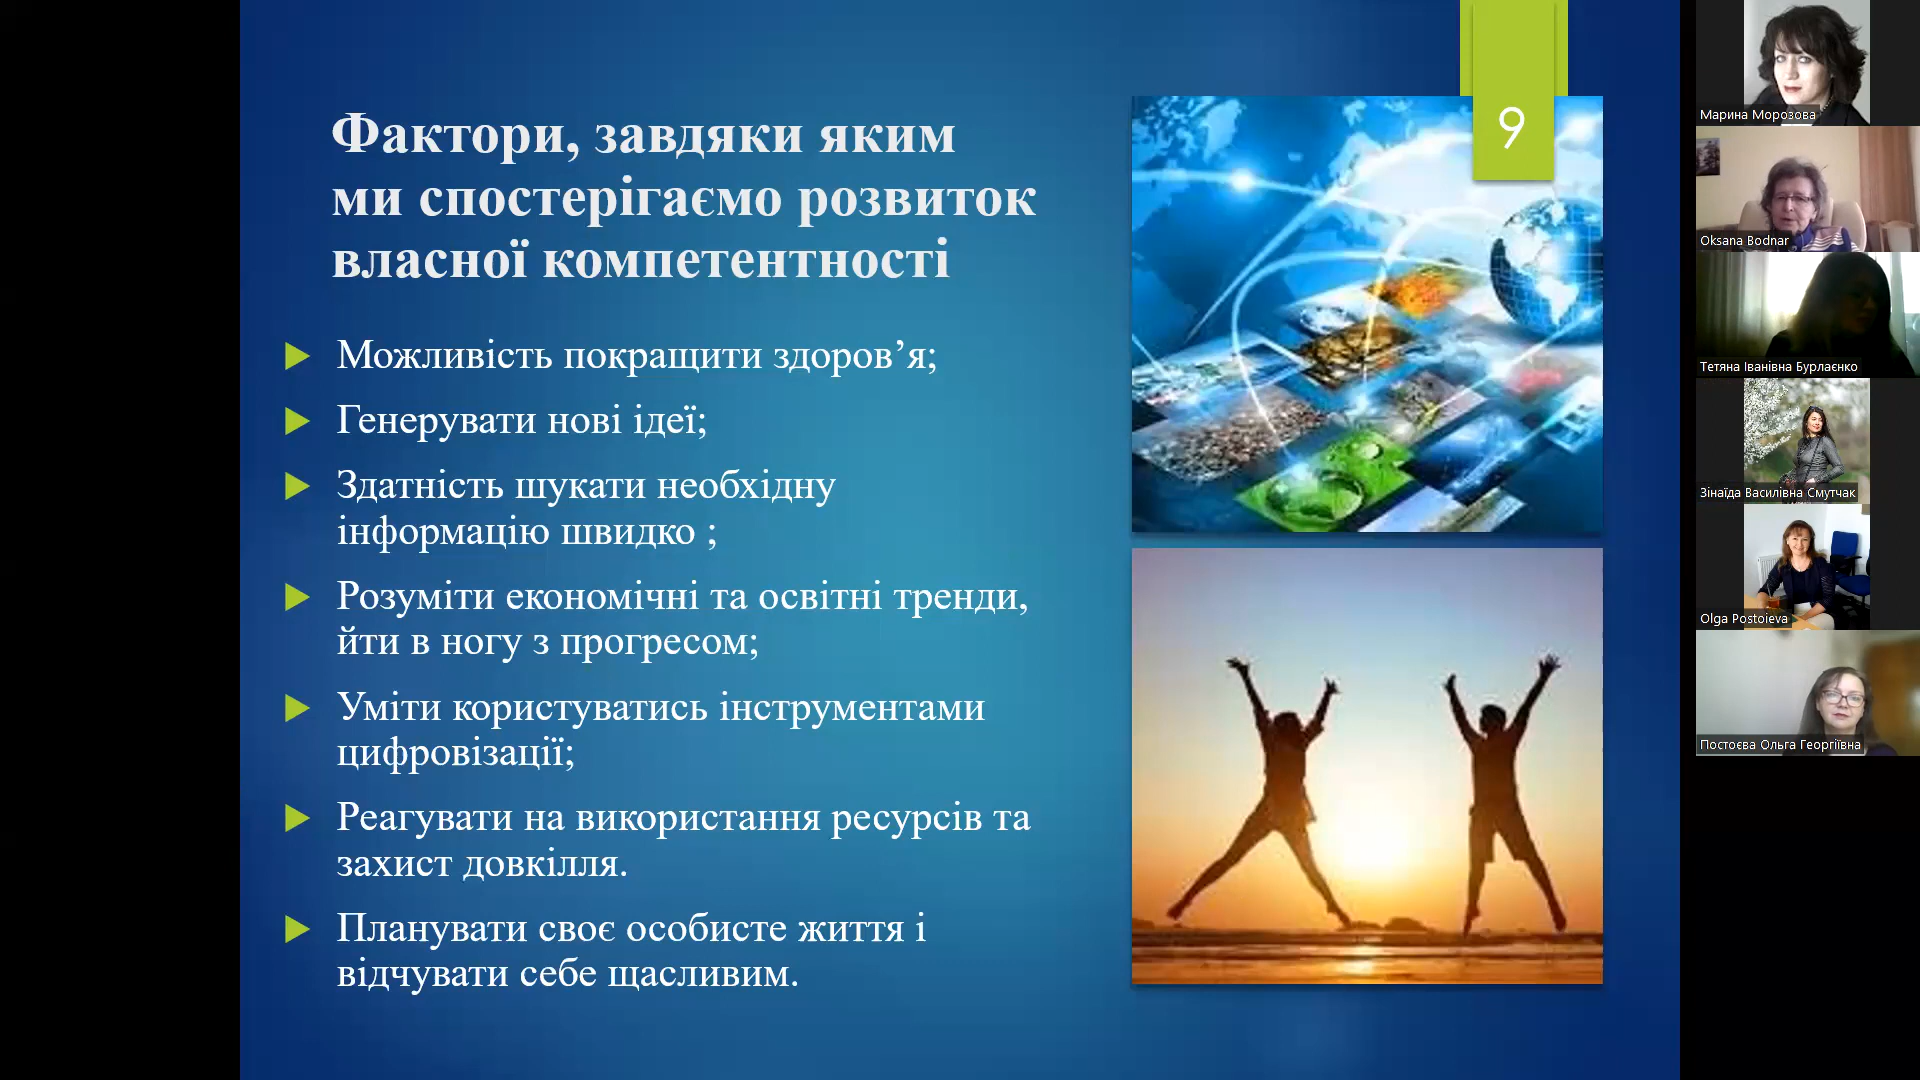 Фактори, завдяки яким
ми спостерігаємо розвиток
власної компетентності
9
Можливість покращити здоров’я;
Генерувати нові ідеї;
Здатність шукати необхідну
інформацію швидко ;
Розуміти економічні та освітні тренди,
йти в ногу з прогресом;
Уміти користуватись інструментами
цифровізації;
Реагувати на використання ресурсів та
захист довкілля.
Планувати своє особисте життя і
відчувати себе щасливим.
Марина Морозова
Oksana Bodnar
Тетяна Іванівна Бурлаєнко
Зінаїда Василівна Смутчак
Olga Postoieva
Постоєва Ольга Георгіївна